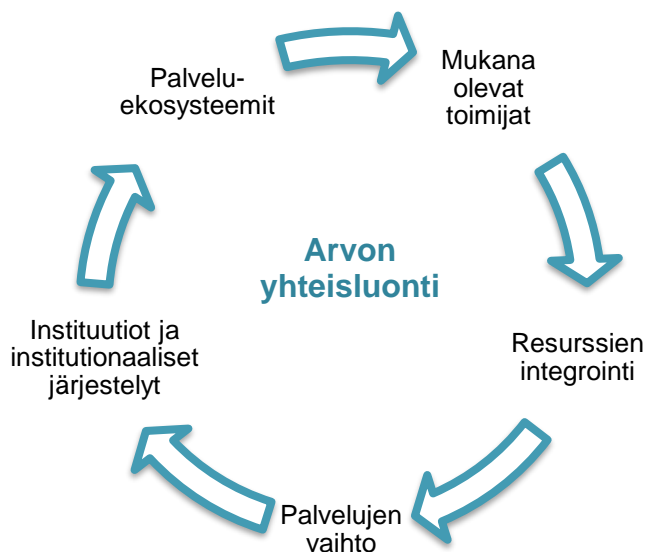 Palvelu-
ekosysteemit
Mukana
olevat
toimijat
Arvon
yhteisluonti
Resurssien
integrointi
Palvelujen
vaihto
Instituutiot ja
institutionaaliset
järjestelyt